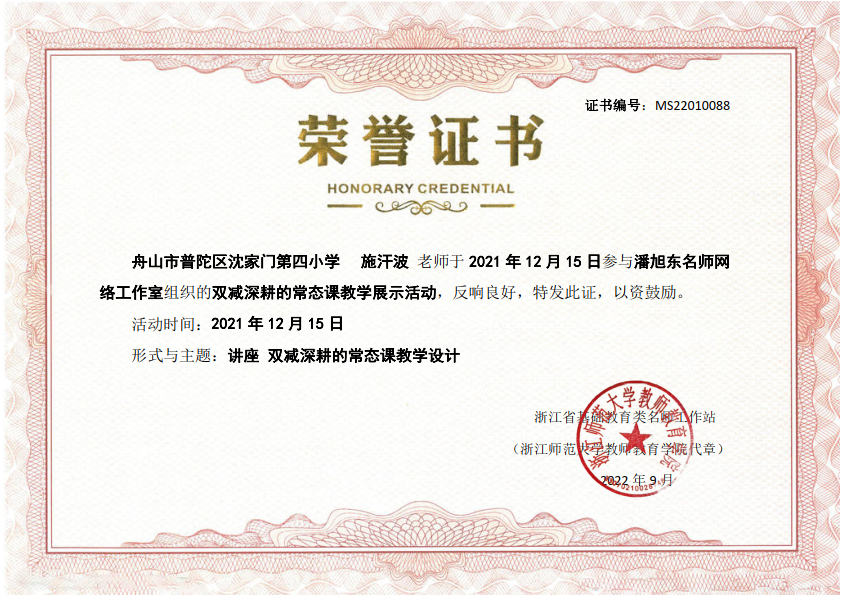 证书编号：MS22010088
荣誉证书
HONORARY CREDENTIAL
舟山市普陀区沈家门第四小学 施汗波 老师于 2021 年 12 月 15 日参与潘旭东名师网
络工作室组织的双减深耕的常态课教学展示活动，反响良好，特发此证，以资鼓励。
活动时间：2021 年 12 月 15 日
形式与主题：讲座 双减深耕的常态课教学设计
浙江省基础教育类名师工作站
（浙江师范大学教师教育学院代章）
2022 年 9 月
浙江师范大学教师教育学院